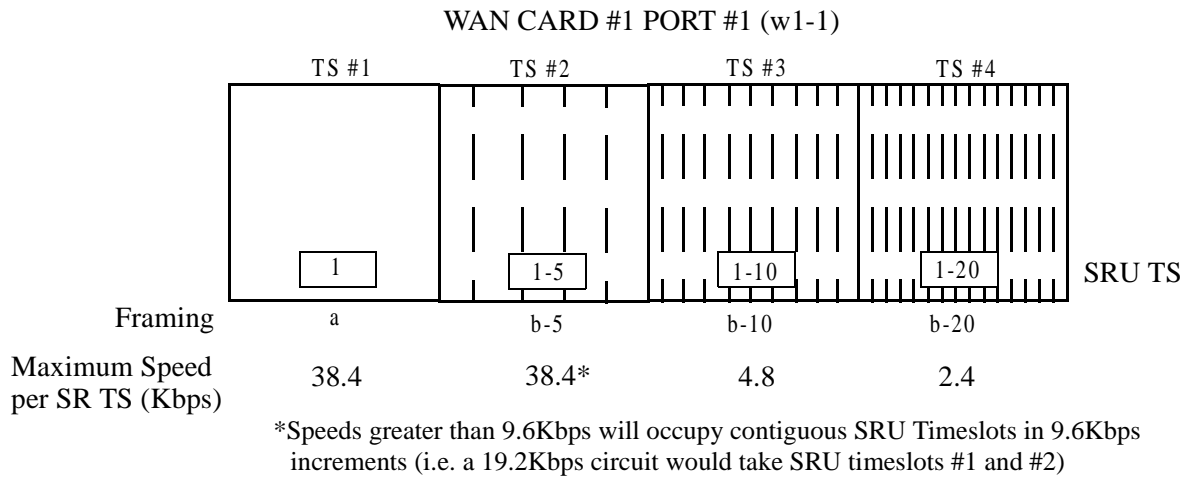 WAN CARD #1 PORT #1 (w1-1)
TS #1 TS #2 TS #3 TS #4
1 1-5 1-10 1-20 SRU TS
Framing a b-5 b-10 b-20
Maximum Speed
per SR TS (Kbps) 38.4 38.4* 4.8 2.4
*Speeds greater than 9.6Kbps will occupy contiguous SRU Timeslots in 9.6Kbps
increments (i.e. a 19.2Kbps circuit would take SRU timeslots #1 and #2)